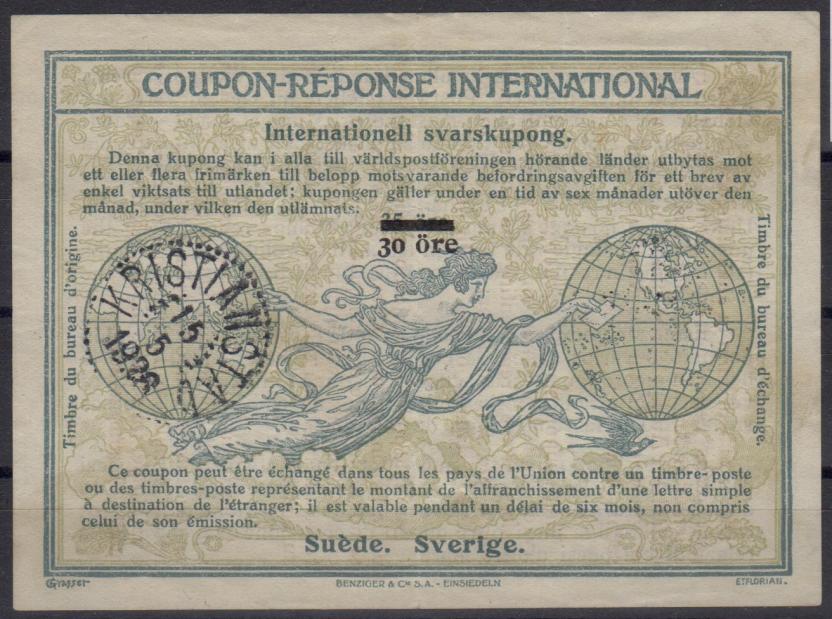 COUPON-RÉPONSE INTERNATIONAL
Internationell svarskupong.
Denna kupong kan i alla till världspostföreningen hörande länder utbytas mot
ett eller flera frimärken till belopp motsvarande befordringsavgiften för ett brev av
enkel viktsats till utlandet; kupongen gäller under en tid av sex månader utöver den
månad, under vilken den utlämnats.
35 öre
30 öre
Timbre du bureau d'origine.
KRISTIANSTAD
15
5
Timbre du bureau d'échange.
Ce coupon peut être échangé dans tous les pays de l'Union contre un timbre-poste
ou des timbres-poste représentant le montant de l'affranchissement d'une lettre simple
à destination de l'étranger; il est valable pendant un délai de six mois, non compris
celui de son émission.
Suède. Sverige.
Grasset
BENZIGER & Cie S.A. - EINSIEDELN
E.FLORIAN.